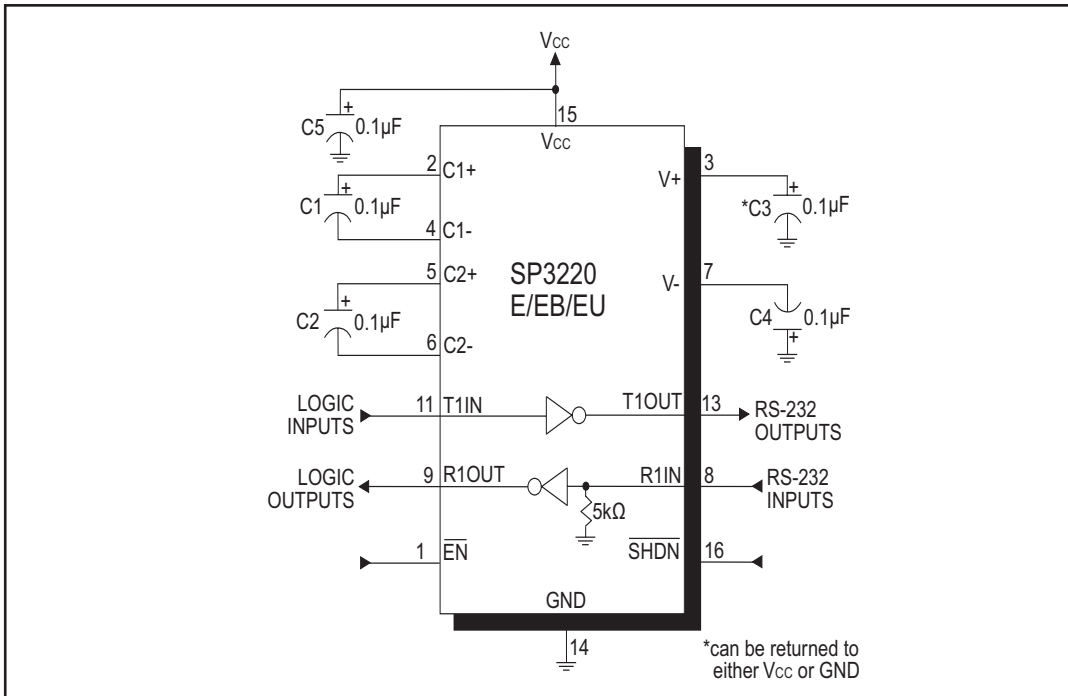 Vcc
15
Vcc
C5
+
0.1µF
2
C1+
C1
+
0.1µF
4
C1-
5
C2+
C2
+
0.1µF
6
C2-
SP3220
E/EB/EU
3
V+
*C3
+
0.1µF
7
V-
C4
0.1µF
+
LOGIC
INPUTS
11
T1IN
T1OUT
13
RS-232
OUTPUTS
LOGIC
OUTPUTS
9
R1OUT
R1IN
8
RS-232
INPUTS
5kΩ
1
EN
SHDN
16
GND
14
*can be returned to
either Vcc or GND